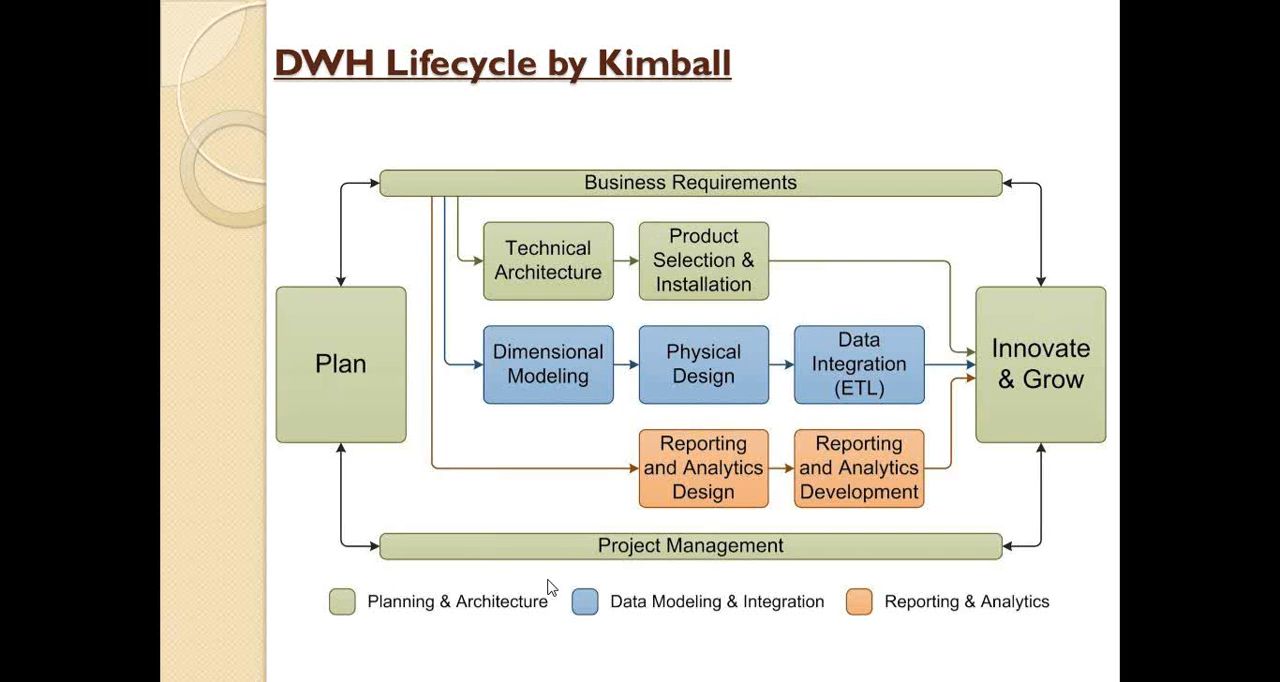 DWH Lifecycle by Kimball
Business Requirements
Technical
Architecture
Product
Selection &
Installation
Plan
Dimensional
Modeling
Physical
Design
Data
Integration
(ETL)
Innovate
& Grow
Reporting
and Analytics
Design
Reporting
and Analytics
Development
Project Management
Planning & Architecture
Data Modeling & Integration
Reporting & Analytics